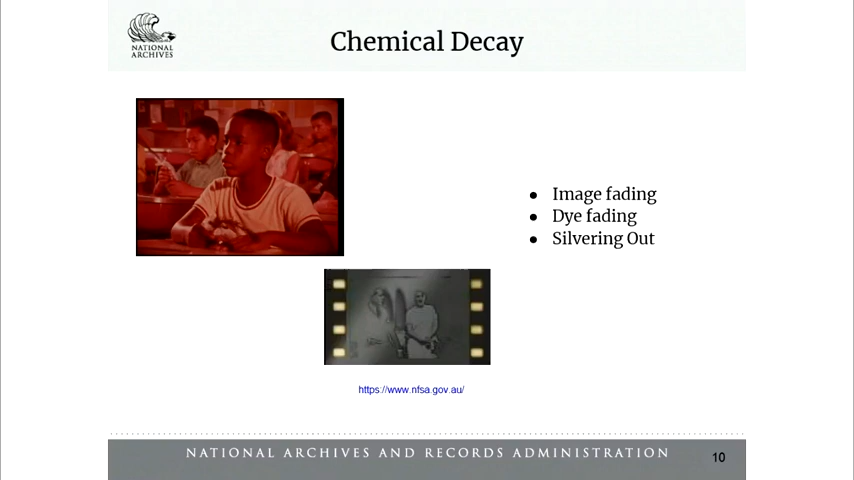 NATIONAL
ARCHIVES
Chemical Decay
● Image fading
● Dye fading
● Silvering Out
https://www.nfsa.gov.au/
NATIONAL ARCHIVES AND RECORDS ADMINISTRATION
10